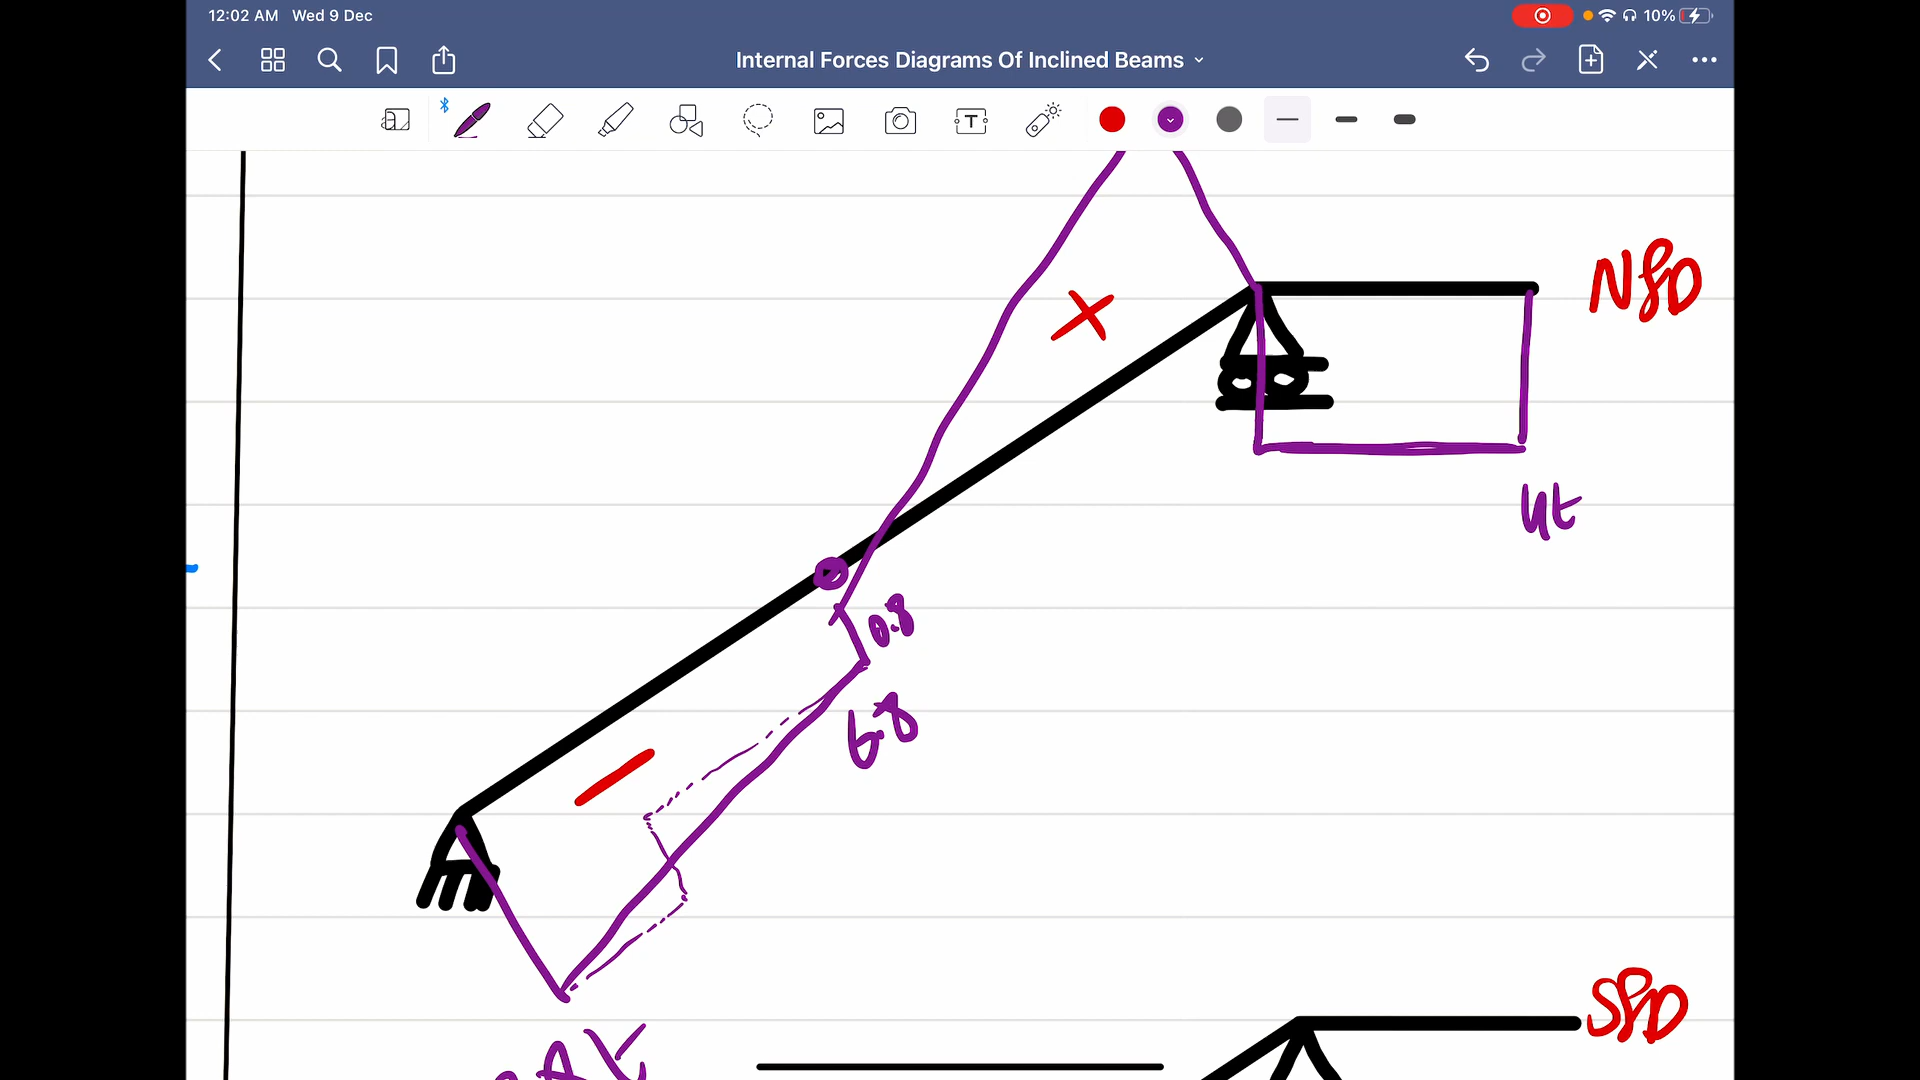 12:02 AM Wed 9 Dec
10%
Internal Forces Diagrams Of Inclined Beams
T
NFD
4t
0.8
6.8
SFD